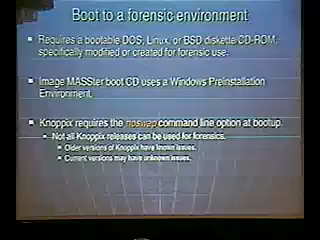 Boot to a forensic environment
Requires a bootable DOS, Linux, or BSD diskette/CD-ROM,
specifically modified or created for forensic use.
Image MASSter boot CD uses a Windows Preinstallation
Environment.
Knoppix requires the noswap command line option at bootup.
Not all Knoppix releases can be used for forensics.
Older versions of Knoppix have known issues.
Current versions may have unknown issues.